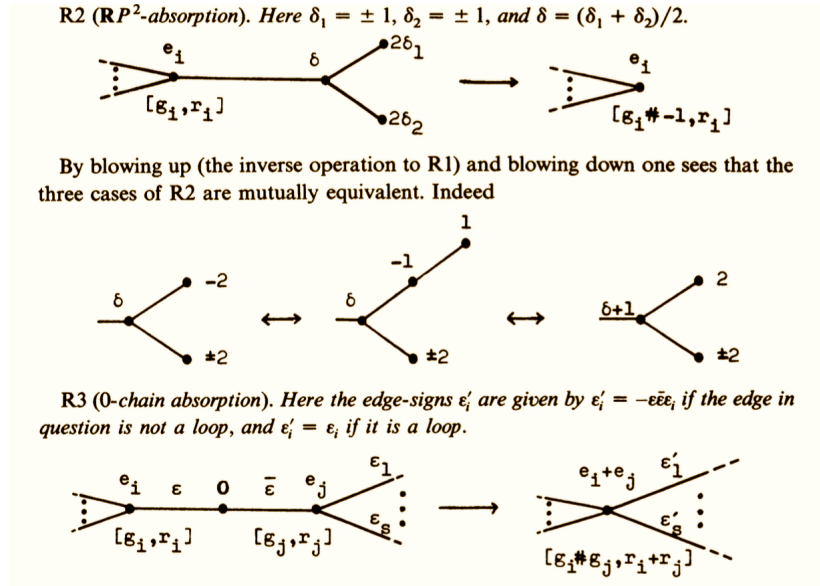 R2 (RP²-absorption). Here δ₁ = ± 1, δ₂ = ± 1, and δ = (δ₁ + δ₂)/2.
eᵢ δ 2δ₁ eᵢ
[gᵢ,rᵢ] 2δ₂ [gᵢ#-1,rᵢ]
By blowing up (the inverse operation to R1) and blowing down one sees that the
three cases of R2 are mutually equivalent. Indeed
1
-1
δ -2 δ δ+1 2
±2 ±2 ±2
R3 (0-chain absorption). Here the edge-signs ε′ᵢ are given by ε′ᵢ = −εε̄εᵢ if the edge in
question is not a loop, and ε′ᵢ = εᵢ if it is a loop.
eᵢ ε 0 ε̄ eⱼ ε₁ eᵢ+eⱼ ε′₁
[gᵢ,rᵢ] [gⱼ,rⱼ] εₛ ε′ₛ
[gᵢ#gⱼ,rᵢ+rⱼ]